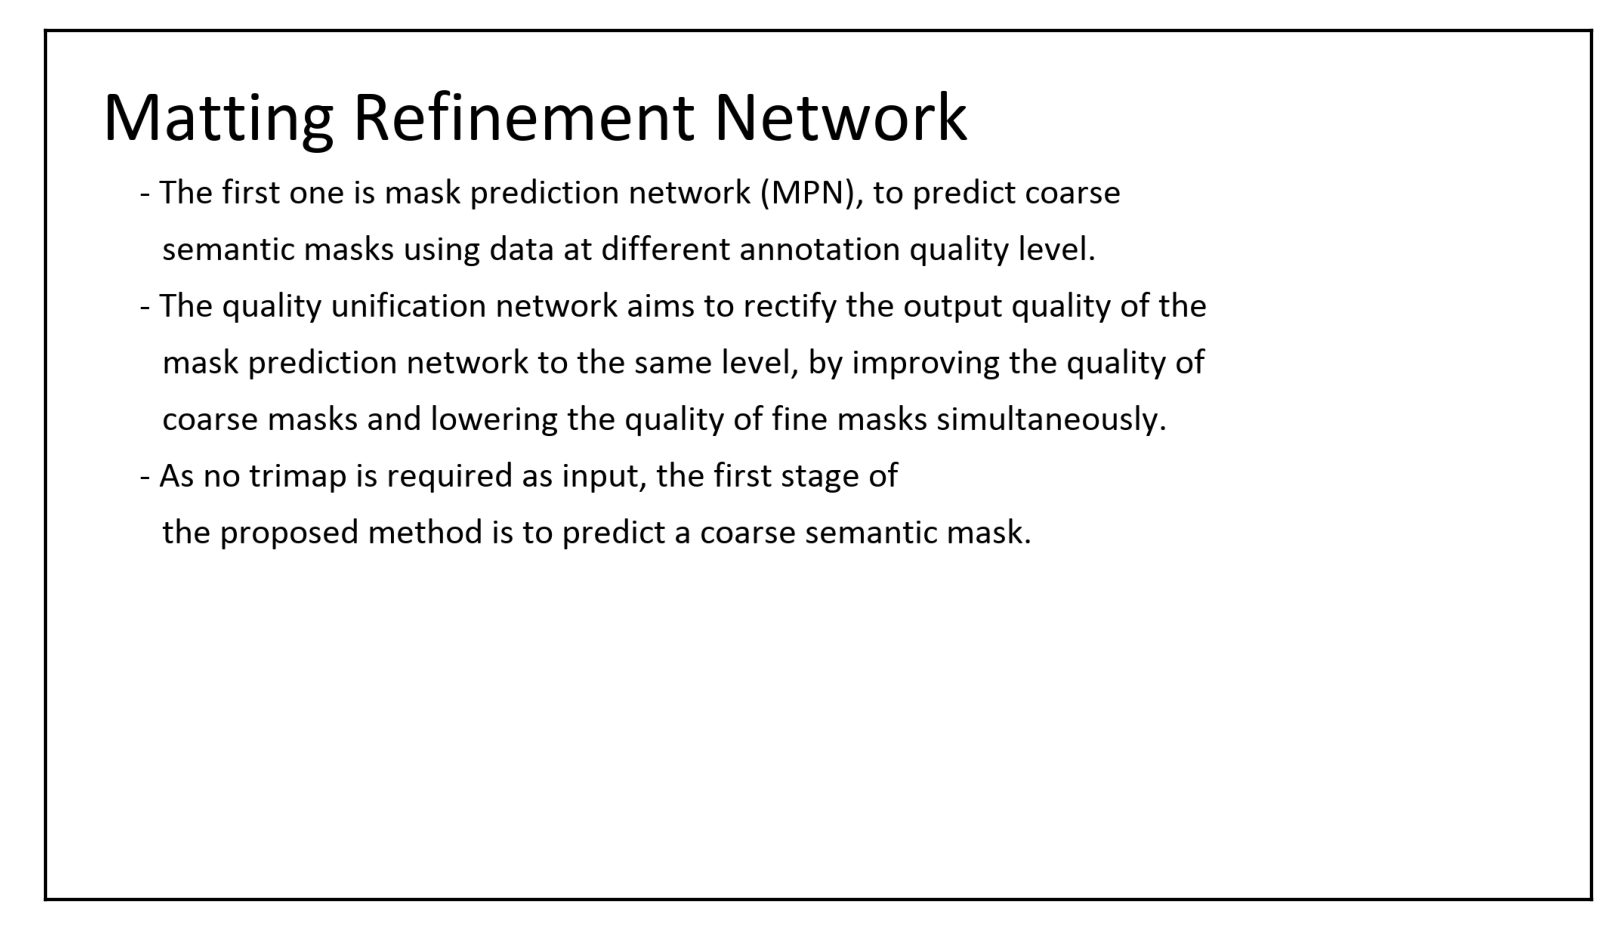 Matting Refinement Network
- The first one is mask prediction network (MPN), to predict coarse
semantic masks using data at different annotation quality level.
- The quality unification network aims to rectify the output quality of the
mask prediction network to the same level, by improving the quality of
coarse masks and lowering the quality of fine masks simultaneously.
- As no trimap is required as input, the first stage of
the proposed method is to predict a coarse semantic mask.